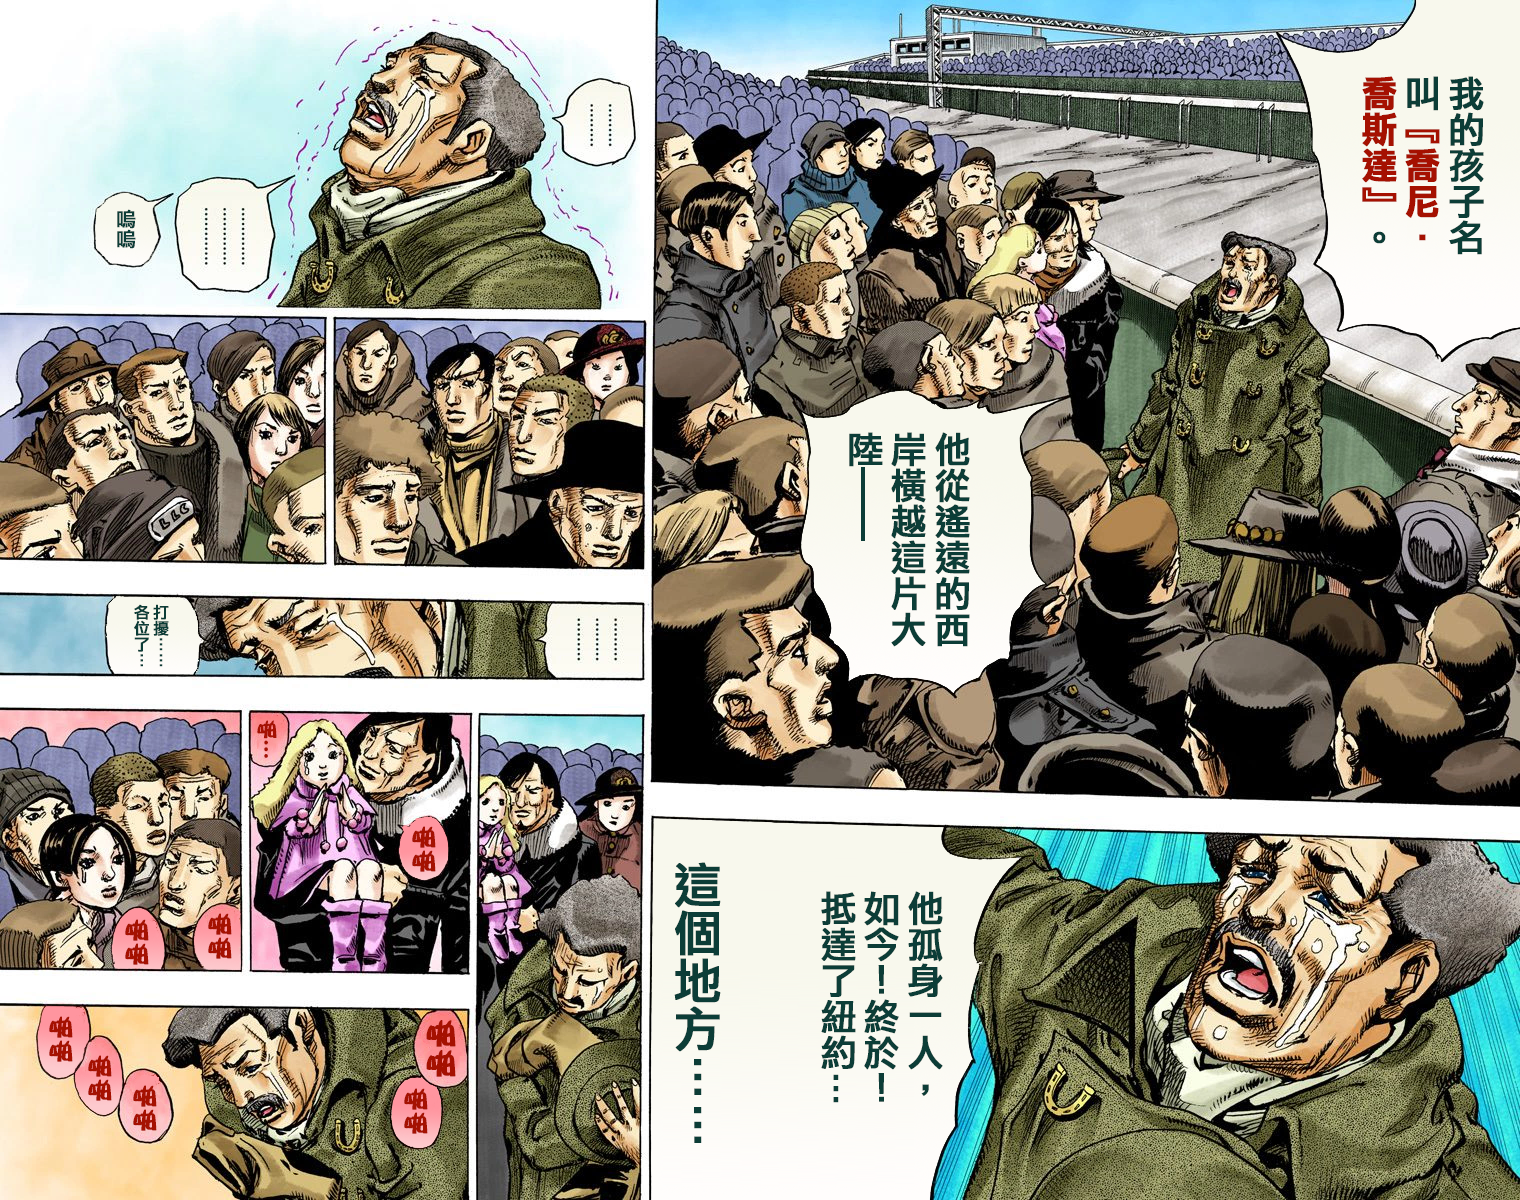 我的孩子名
叫『喬尼·
喬斯達』。
他從遙遠的西
岸橫越這片大
陸──
他孤身一人，
如今！終於！
抵達了紐約…
這個地方……
………
…………
嗚嗚
………
打擾……
各位了…
啪…
啪啪
啪啪
啪啪
啪啪
啪啪
啪啪
啪啪
啪啪